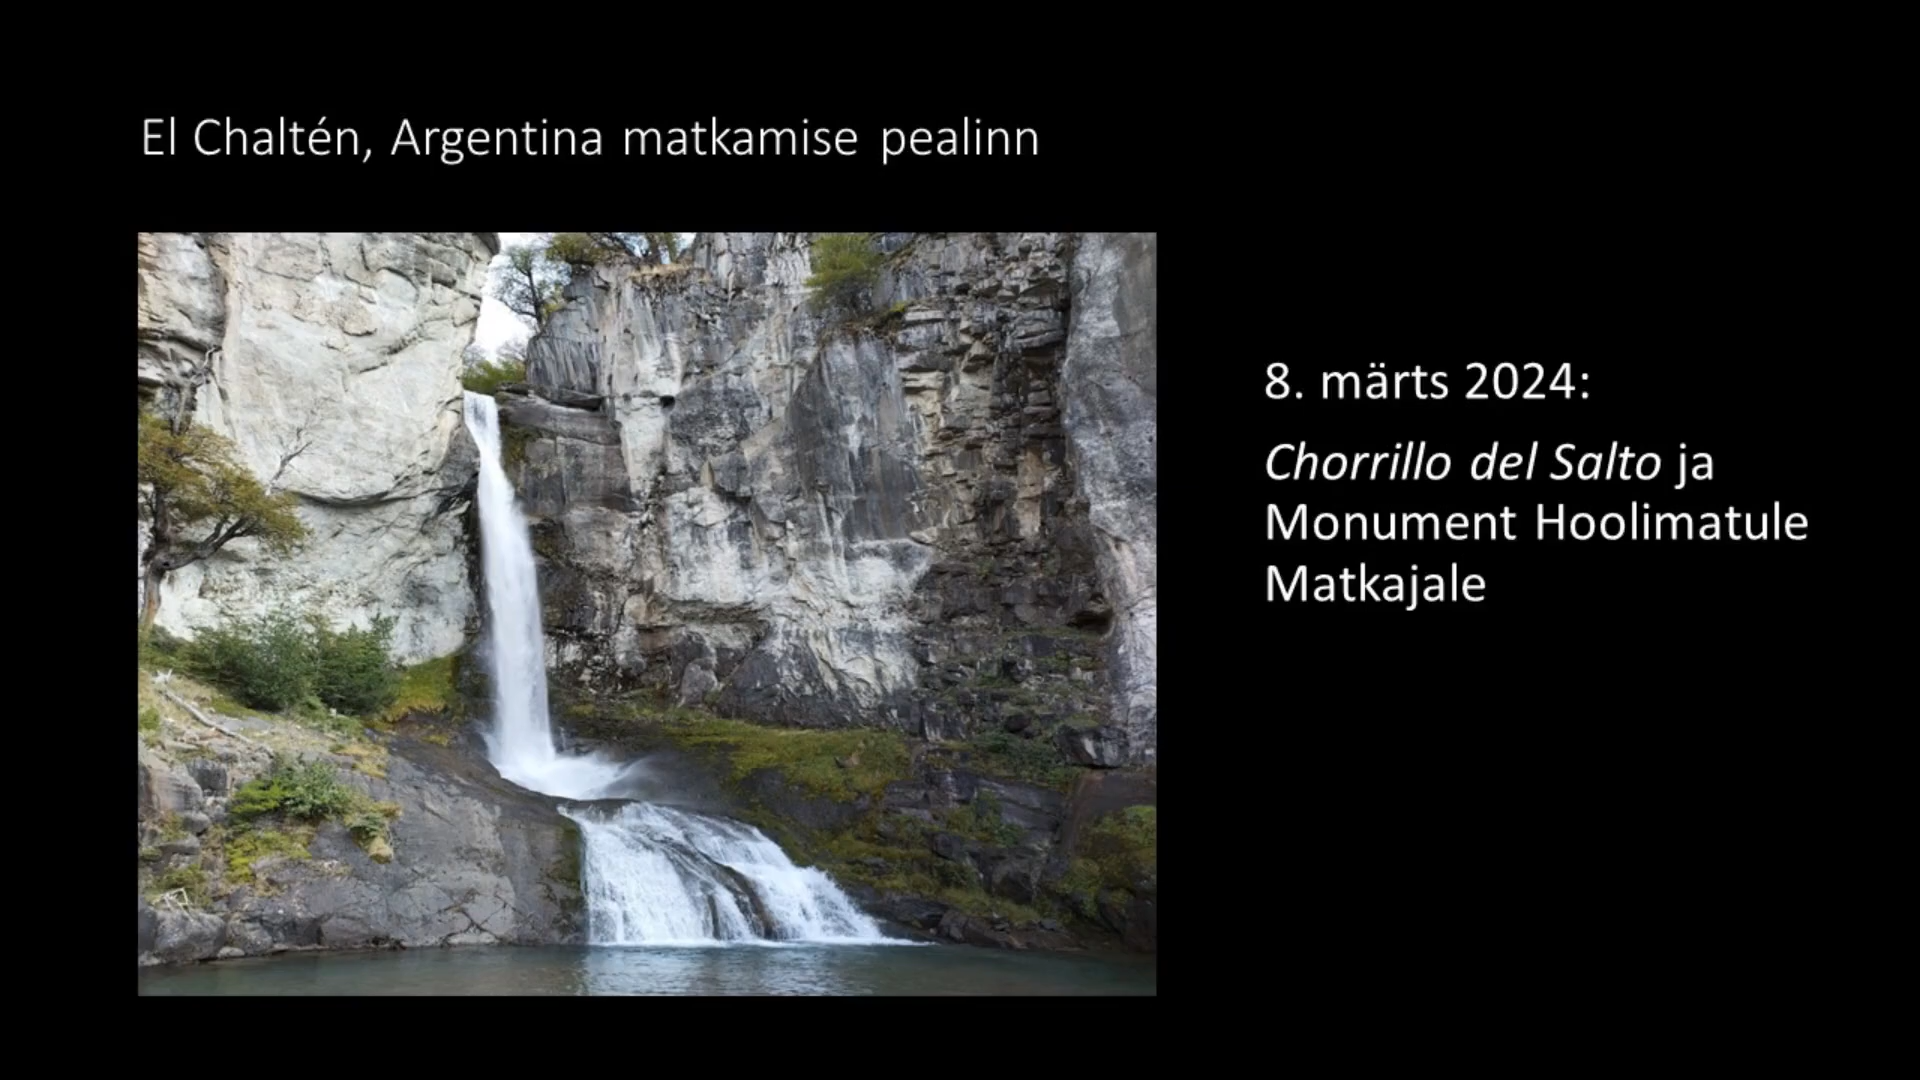 El Chaltén, Argentina matkamise pealinn
8. märts 2024:
Chorrillo del Salto ja
Monument Hoolimatule
Matkajale